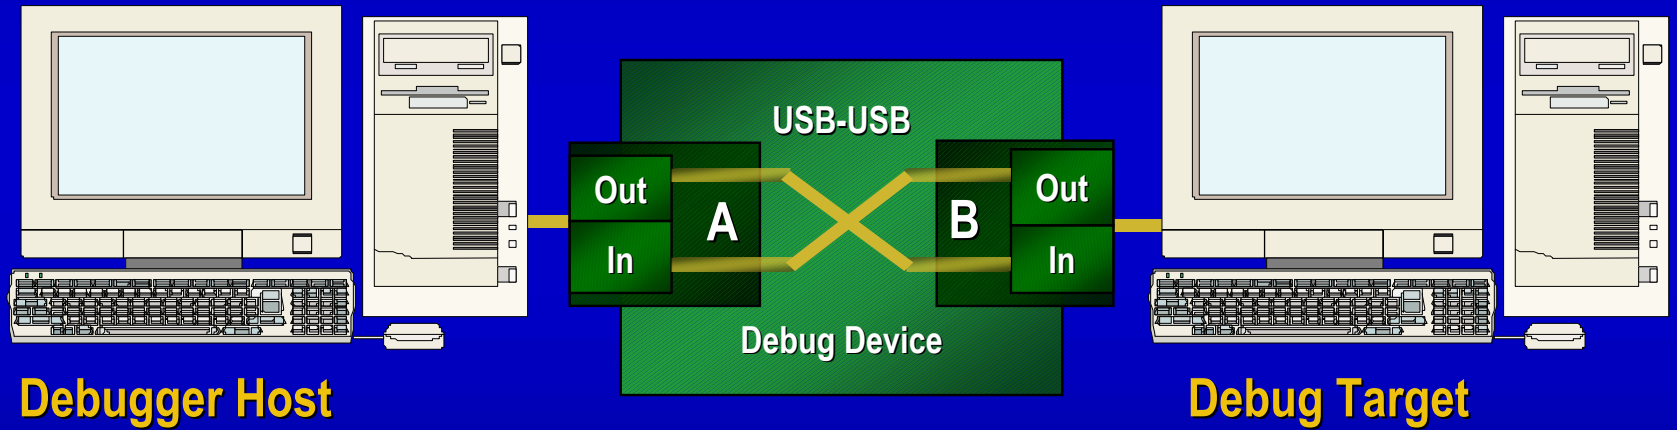 USB-USB
Out
In
A
B
Out
In
Debug Device
Debugger Host
Debug Target